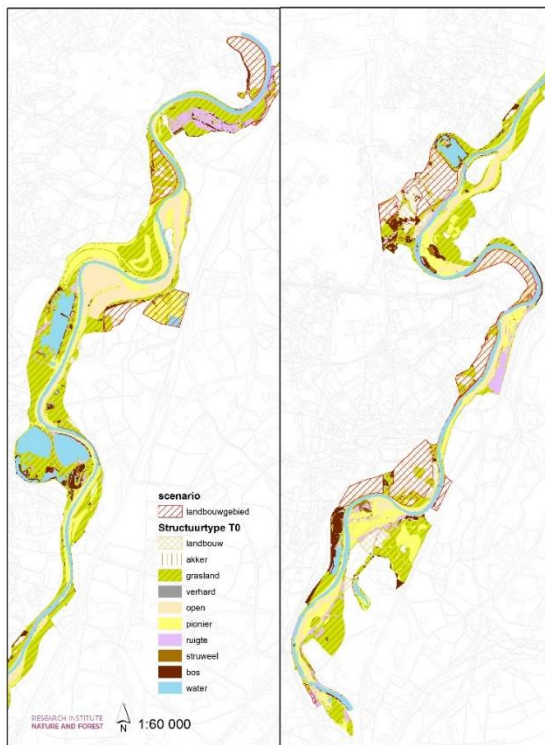 scenario
landbouwgebied
Structuurtype T0
landbouw
akker
grasland
verhard
open
pionier
ruigte
struweel
bos
water
RESEARCH INSTITUTE
NATURE AND FOREST
N
1:60 000